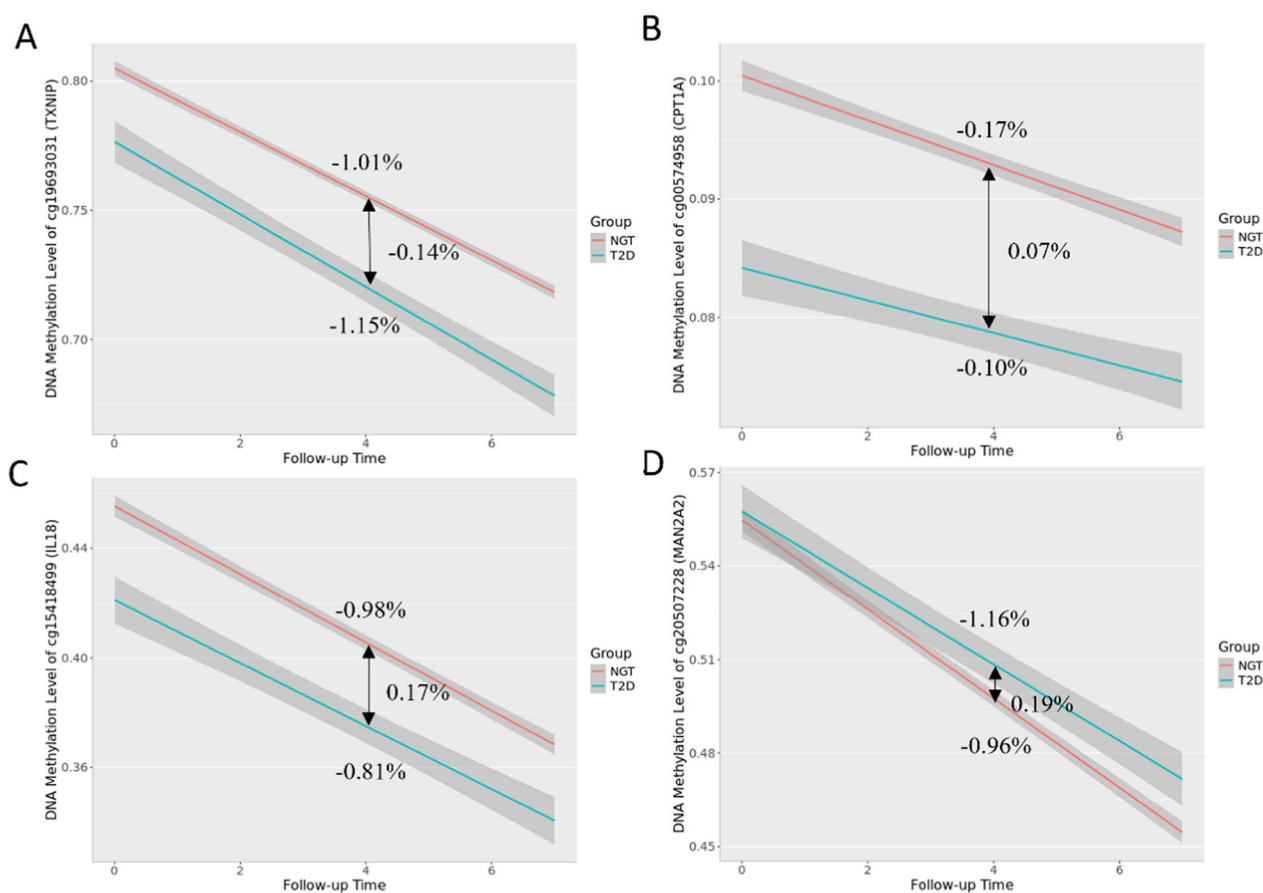 A
DNA Methylation Level of cg19693031 (TXNIP)
0.80
0.75
0.70
-1.01%
-0.14%
-1.15%
0
2
4
6
Follow-up Time
Group
NGT
T2D
B
DNA Methylation Level of cg00574958 (CPT1A)
0.10
0.09
0.08
-0.17%
0.07%
-0.10%
0
2
4
6
Follow-up Time
Group
NGT
T2D
C
DNA Methylation Level of cg15418499 (IL18)
0.44
0.40
0.36
-0.98%
0.17%
-0.81%
0
2
4
6
Follow-up Time
Group
NGT
T2D
D
DNA Methylation Level of cg20507228 (MAN2A2)
0.57
0.54
0.51
0.48
0.45
-1.16%
0.19%
-0.96%
0
2
4
6
Follow-up Time
Group
NGT
T2D